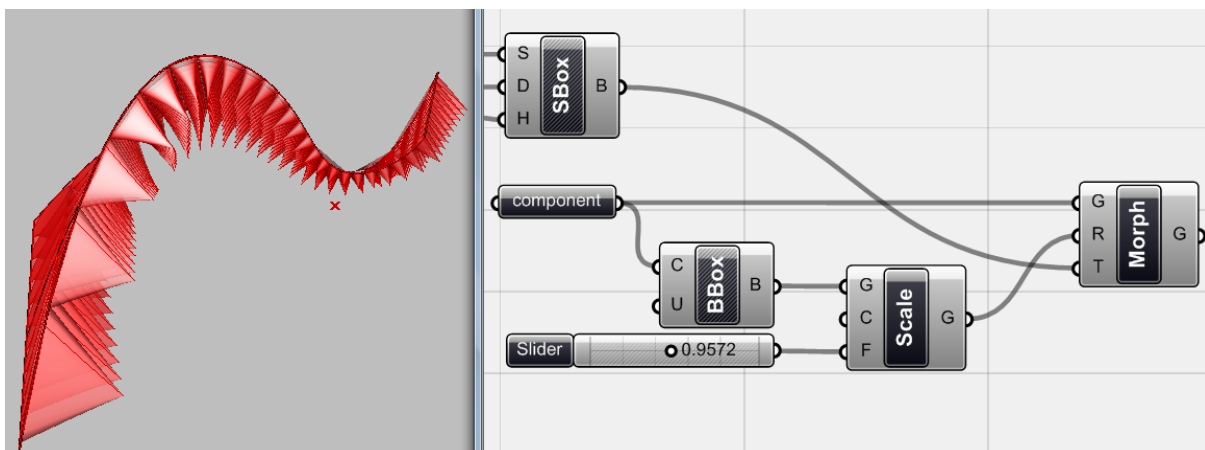 S
D
H
SBox
B
component
G
R
T
Morph
G
C
U
BBox
B
G
C
F
Scale
G
Slider
0.9572